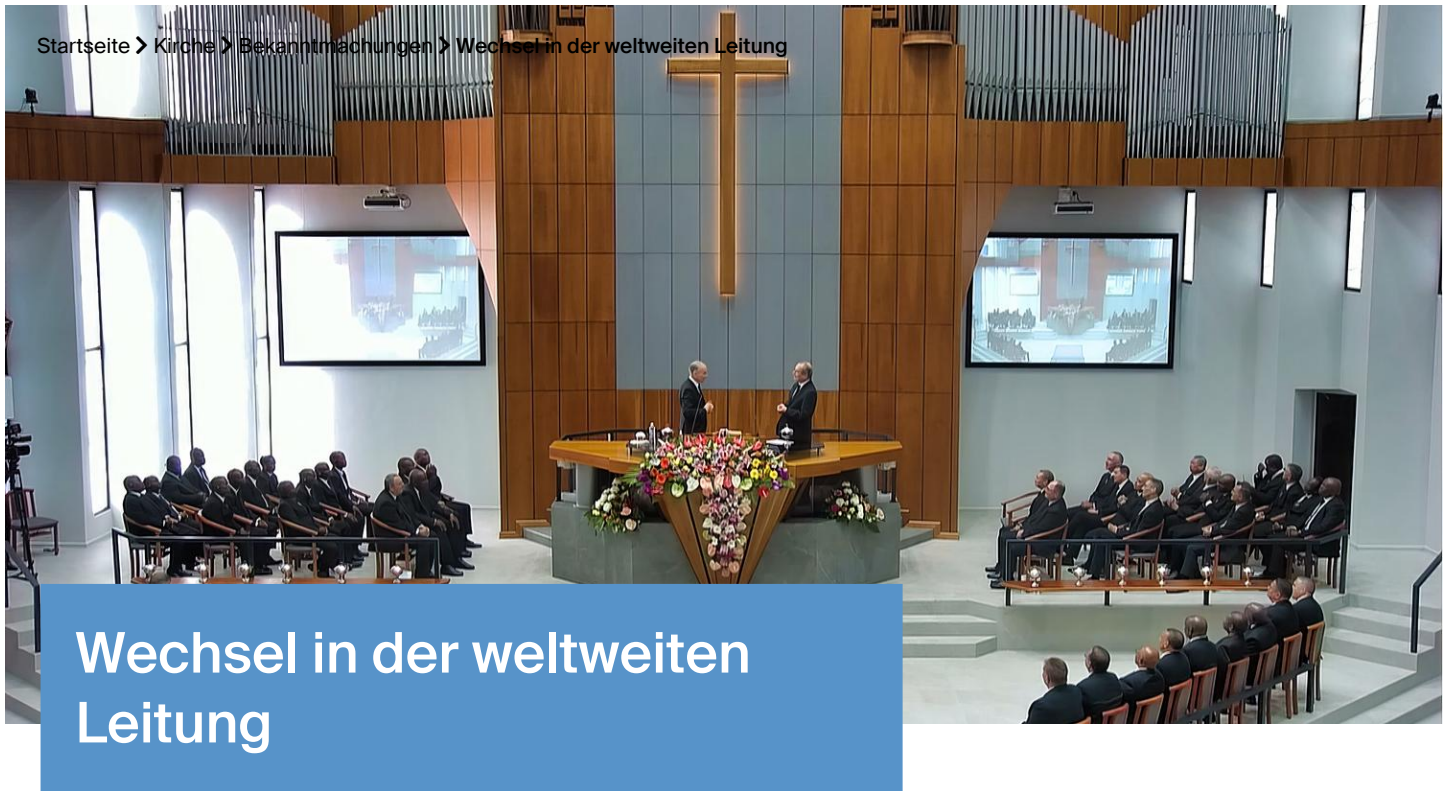 Startseite > Kirche > Bekanntmachungen > Wechsel in der weltweiten Leitung
Wechsel in der weltweiten
Leitung